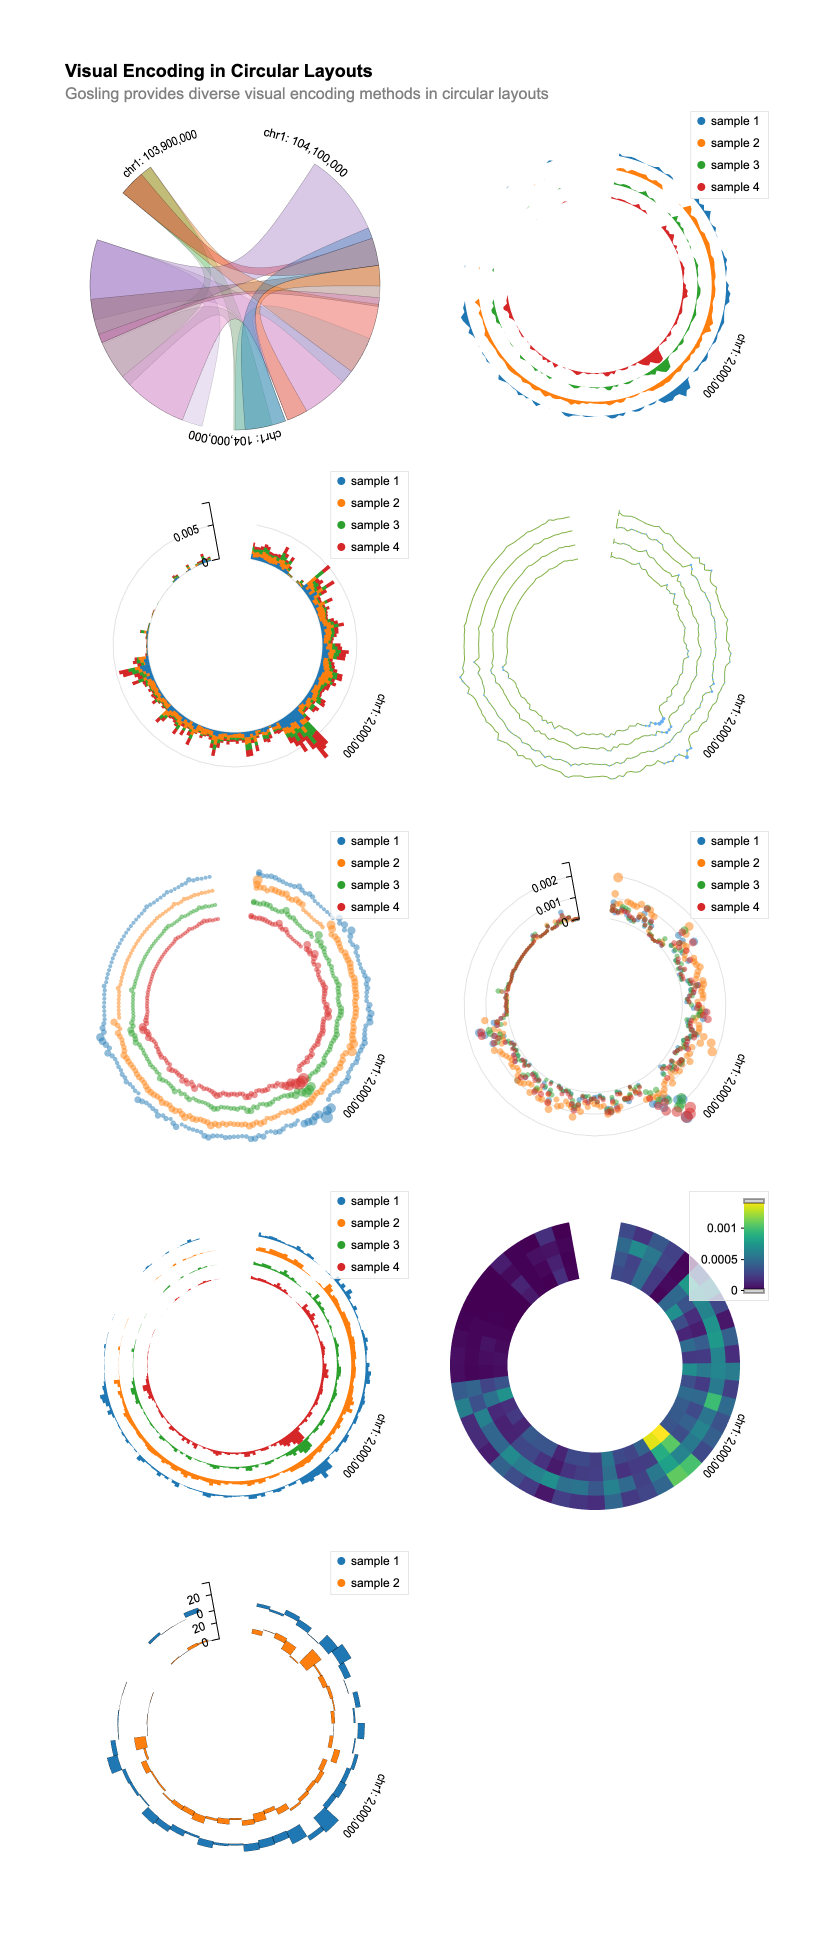 Visual Encoding in Circular Layouts
Gosling provides diverse visual encoding methods in circular layouts
chr1: 103,900,000
chr1: 104,100,000
chr1: 104,000,000
sample 1
sample 2
sample 3
sample 4
chr1: 2,000,000
0.005
0
sample 1
sample 2
sample 3
sample 4
chr1: 2,000,000
chr1: 2,000,000
sample 1
sample 2
sample 3
sample 4
chr1: 2,000,000
0.002
0.001
0
sample 1
sample 2
sample 3
sample 4
chr1: 2,000,000
sample 1
sample 2
sample 3
sample 4
chr1: 2,000,000
0.001
0.0005
0
chr1: 2,000,000
20
0
20
0
sample 1
sample 2
chr1: 2,000,000